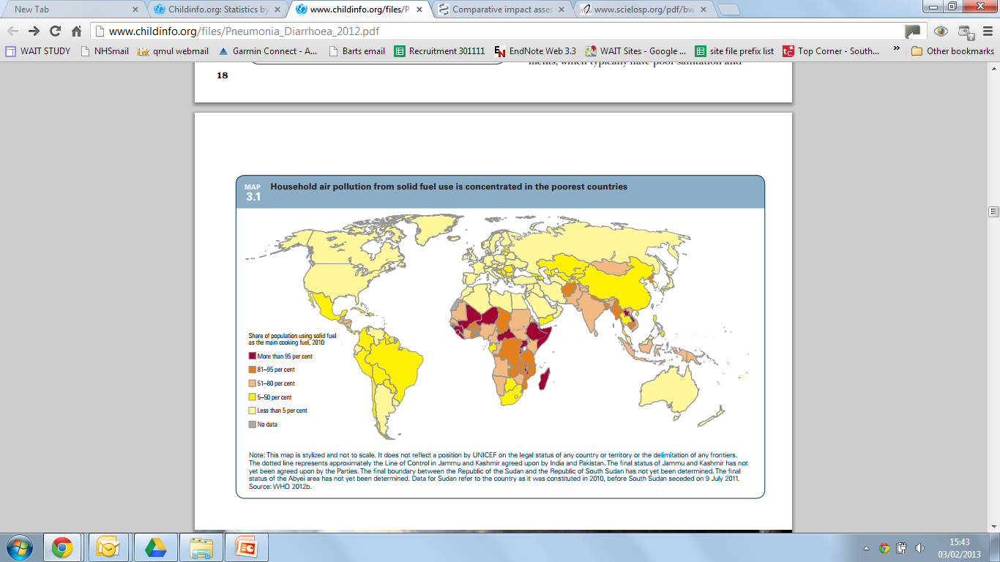 New Tab
Childinfo.org: Statistics by
www.childinfo.org/files/P
Comparative impact asses
www.scielosp.org/pdf/bw
www.childinfo.org/files/Pneumonia_Diarrhoea_2012.pdf
WAIT STUDY
NHSmail
qmul webmail
Garmin Connect - A...
Barts email
Recruitment 301111
EndNote Web 3.3
WAIT Sites - Google ...
site file prefix list
Top Corner - South...
»
Other bookmarks
18
ments, which typically have poor sanitation and
MAP
3.1
Household air pollution from solid fuel use is concentrated in the poorest countries
Share of population using solid fuel
as the main cooking fuel, 2010
More than 95 per cent
81–95 per cent
51–80 per cent
5–50 per cent
Less than 5 per cent
No data
Note: This map is stylized and not to scale. It does not reflect a position by UNICEF on the legal status of any country or territory or the delimitation of any frontiers.
The dotted line represents approximately the Line of Control in Jammu and Kashmir agreed upon by India and Pakistan. The final status of Jammu and Kashmir has not
yet been agreed upon by the Parties. The final boundary between the Republic of the Sudan and the Republic of South Sudan has not yet been determined. The final
status of the Abyei area has not yet been determined. Data for Sudan refer to the country as it was constituted in 2010, before South Sudan seceded on 9 July 2011.
Source: WHO 2012b.
15:43
03/02/2013